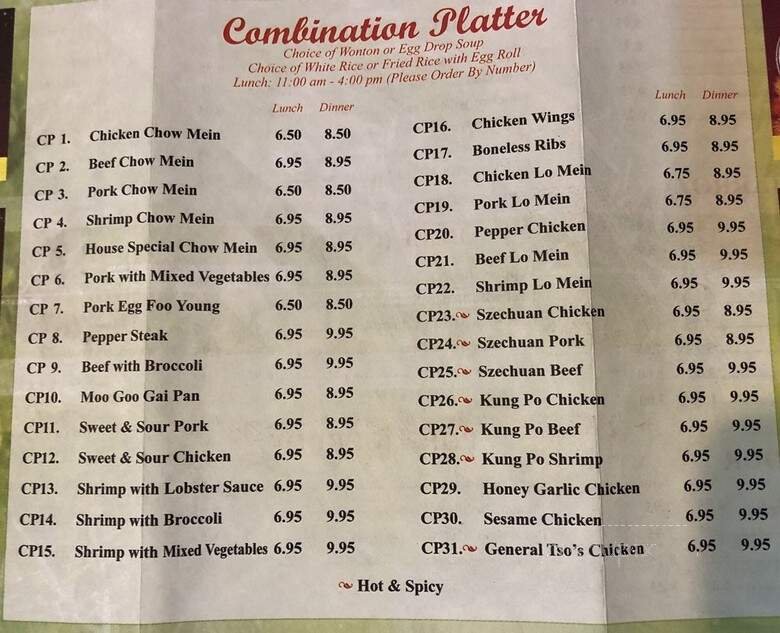 Combination Platter
Choice of Wonton or Egg Drop Soup
Choice of White Rice or Fried Rice with Egg Roll
Lunch: 11:00 am - 4:00 pm (Please Order By Number)
Lunch Dinner
CP 1. Chicken Chow Mein 6.50 8.50
CP 2. Beef Chow Mein 6.95 8.95
CP 3. Pork Chow Mein 6.50 8.50
CP 4. Shrimp Chow Mein 6.95 8.95
CP 5. House Special Chow Mein 6.95 8.95
CP 6. Pork with Mixed Vegetables 6.95 8.95
CP 7. Pork Egg Foo Young 6.50 8.50
CP 8. Pepper Steak 6.95 9.95
CP 9. Beef with Broccoli 6.95 9.95
CP10. Moo Goo Gai Pan 6.95 8.95
CP11. Sweet & Sour Pork 6.95 8.95
CP12. Sweet & Sour Chicken 6.95 8.95
CP13. Shrimp with Lobster Sauce 6.95 9.95
CP14. Shrimp with Broccoli 6.95 9.95
CP15. Shrimp with Mixed Vegetables 6.95 9.95
Lunch Dinner
CP16. Chicken Wings 6.95 8.95
CP17. Boneless Ribs 6.95 8.95
CP18. Chicken Lo Mein 6.75 8.95
CP19. Pork Lo Mein 6.75 8.95
CP20. Pepper Chicken 6.95 9.95
CP21. Beef Lo Mein 6.95 9.95
CP22. Shrimp Lo Mein 6.95 9.95
CP23. Szechuan Chicken 6.95 8.95
CP24. Szechuan Pork 6.95 8.95
CP25. Szechuan Beef 6.95 9.95
CP26. Kung Po Chicken 6.95 9.95
CP27. Kung Po Beef 6.95 9.95
CP28. Kung Po Shrimp 6.95 9.95
CP29. Honey Garlic Chicken 6.95 9.95
CP30. Sesame Chicken 6.95 9.95
CP31. General Tso's Chicken 6.95 9.95
Hot & Spicy